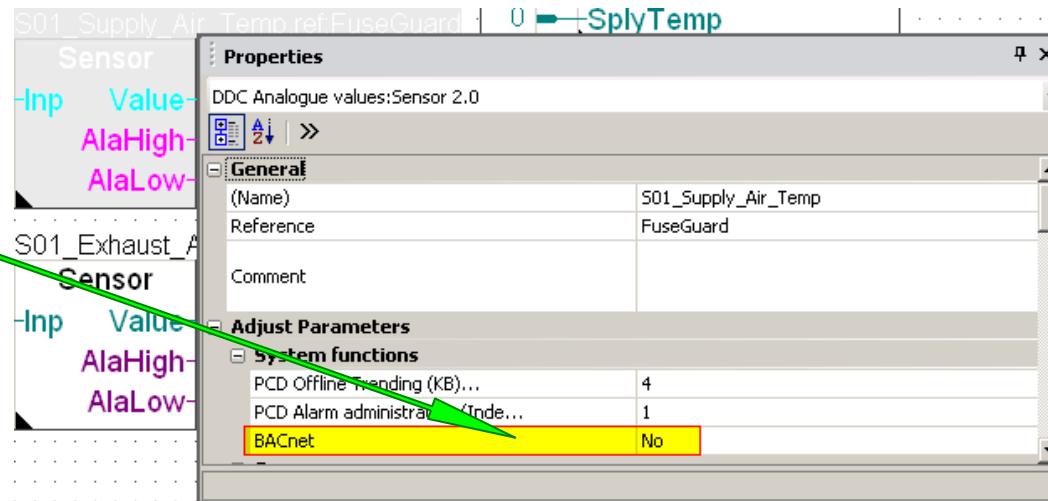 S01_Supply_Air_Temp.ref:FuseGuard
0 SplyTemp
Sensor
Inp Value
AlaHigh
AlaLow
S01_Exhaust_A
Sensor
Inp Value
AlaHigh
AlaLow
Properties
DDC Analogue values:Sensor 2.0
General
(Name) S01_Supply_Air_Temp
Reference FuseGuard
Comment
Adjust Parameters
System functions
PCD Offline Trending (KB)... 4
PCD Alarm (Inde... 1
BACnet No